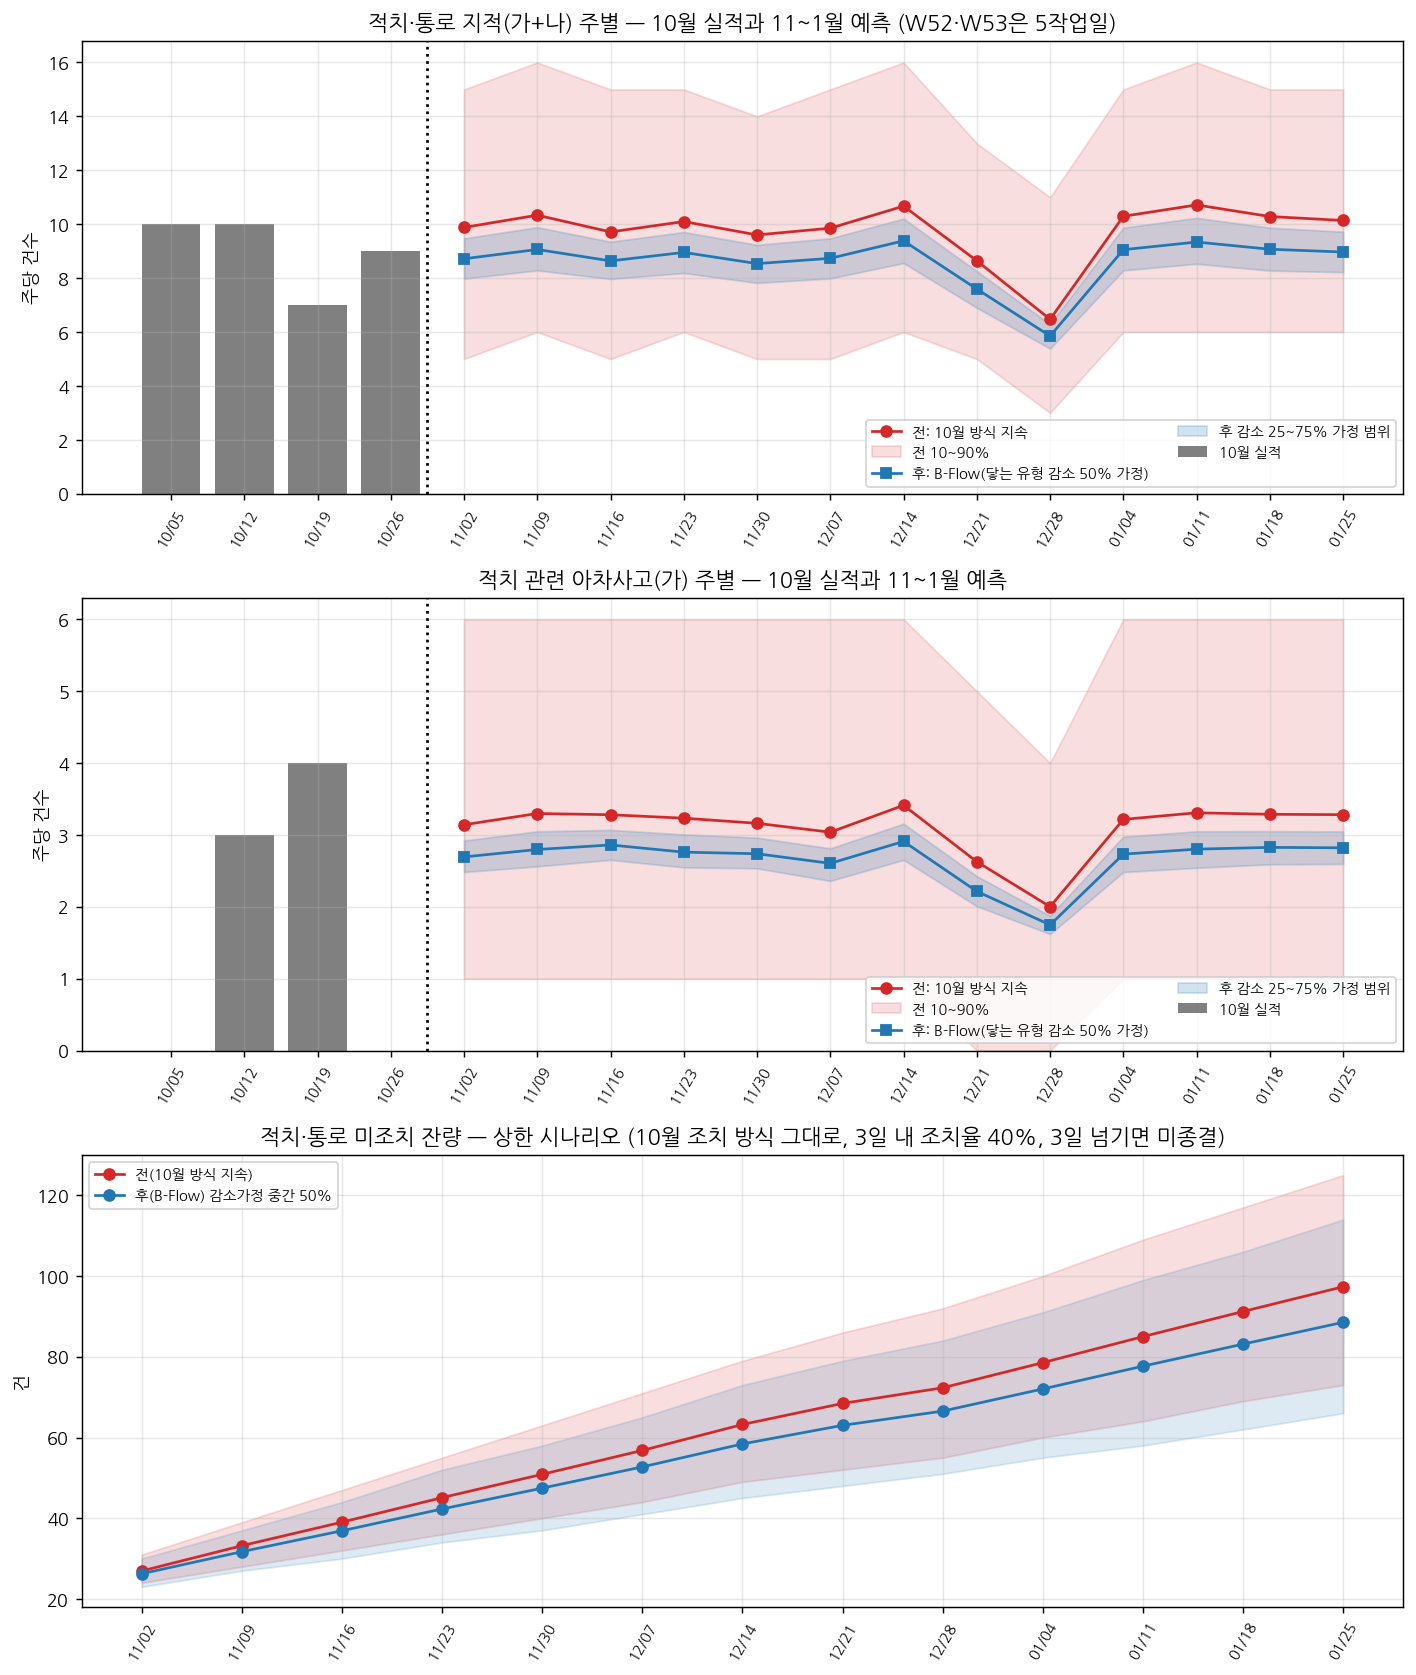 적치·통로 지적(가+나) 주별 — 10월 실적과 11~1월 예측 (W52·W53은 5작업일)
주당 건수
16
14
12
10
8
6
4
2
0
전: 10월 방식 지속
전 10~90%
후: B-Flow(닿는 유형 감소 50% 가정)
후 감소 25~75% 가정 범위
10월 실적
10/05 10/12 10/19 10/26 11/02 11/09 11/16 11/23 11/30 12/07 12/14 12/21 12/28 01/04 01/11 01/18 01/25
적치 관련 아차사고(가) 주별 — 10월 실적과 11~1월 예측
주당 건수
6
5
4
3
2
1
0
전: 10월 방식 지속
전 10~90%
후: B-Flow(닿는 유형 감소 50% 가정)
후 감소 25~75% 가정 범위
10월 실적
10/05 10/12 10/19 10/26 11/02 11/09 11/16 11/23 11/30 12/07 12/14 12/21 12/28 01/04 01/11 01/18 01/25
적치·통로 미조치 잔량 — 상한 시나리오 (10월 조치 방식 그대로, 3일 내 조치율 40%, 3일 넘기면 미종결)
전(10월 방식 지속)
후(B-Flow) 감소가정 중간 50%
건
120
100
80
60
40
20
11/02 11/09 11/16 11/23 11/30 12/07 12/14 12/21 12/28 01/04 01/11 01/18 01/25